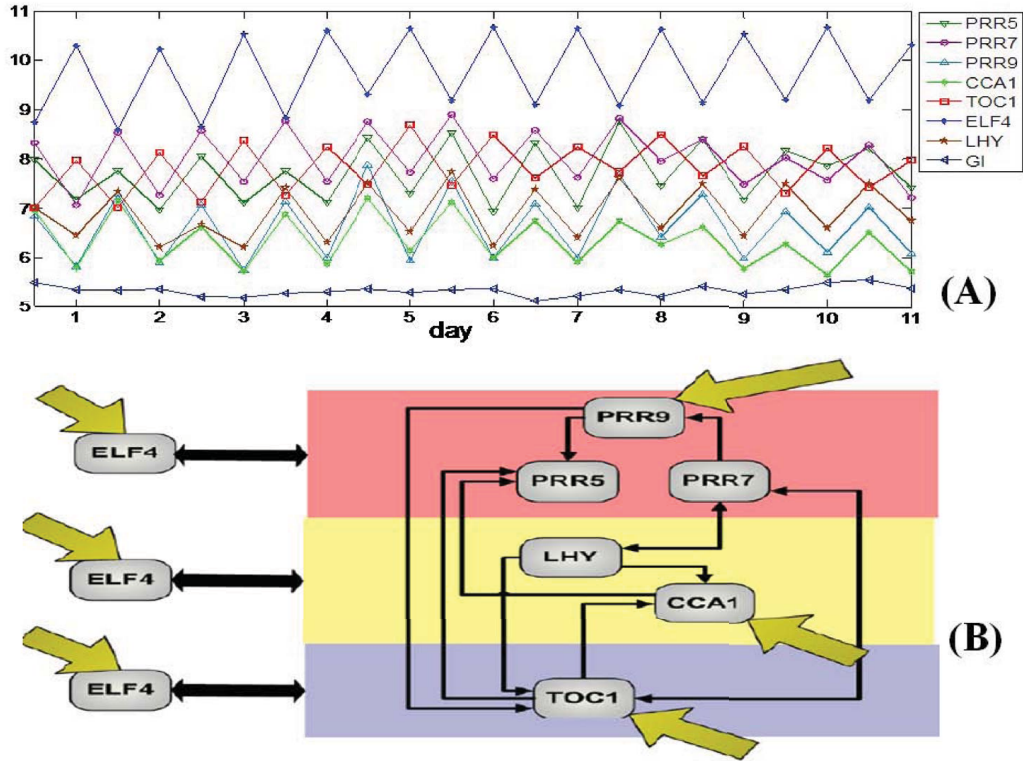 11
10
9
8
7
6
5
1 2 3 4 5 6 7 8 9 10 11
day
PRR5
PRR7
PRR9
CCA1
TOC1
ELF4
LHY
GI
(A)
PRR9
ELF4
PRR5 PRR7
LHY
ELF4
CCA1
(B)
ELF4
TOC1